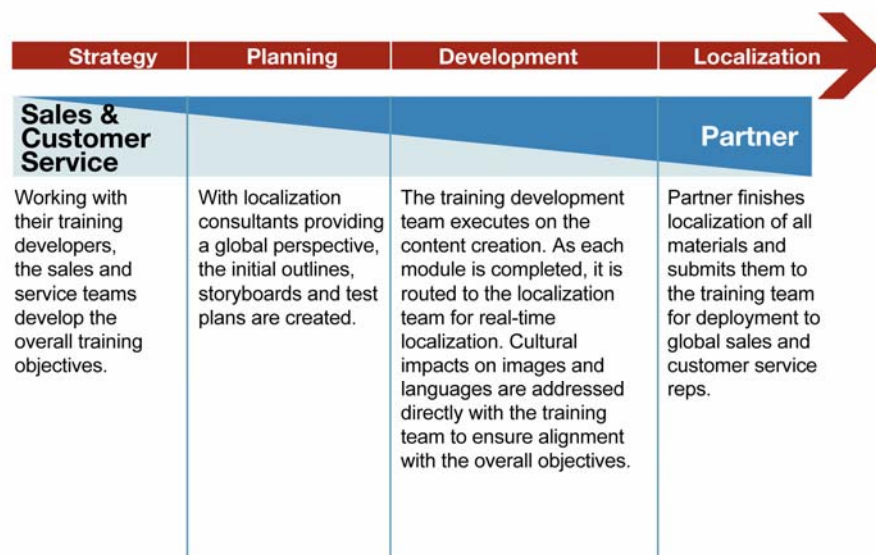 Strategy
Planning
Development
Localization
Sales &
Customer
Service
Partner
Working with
their training
developers,
the sales and
service teams
develop the
overall training
objectives.
With localization
consultants providing
a global perspective,
the initial outlines,
storyboards and test
plans are created.
The training development
team executes on the
content creation. As each
module is completed, it is
routed to the localization
team for real-time
localization. Cultural
impacts on images and
languages are addressed
directly with the training
team to ensure alignment
with the overall objectives.
Partner finishes
localization of all
materials and
submits them to
the training team
for deployment to
global sales and
customer service
reps.